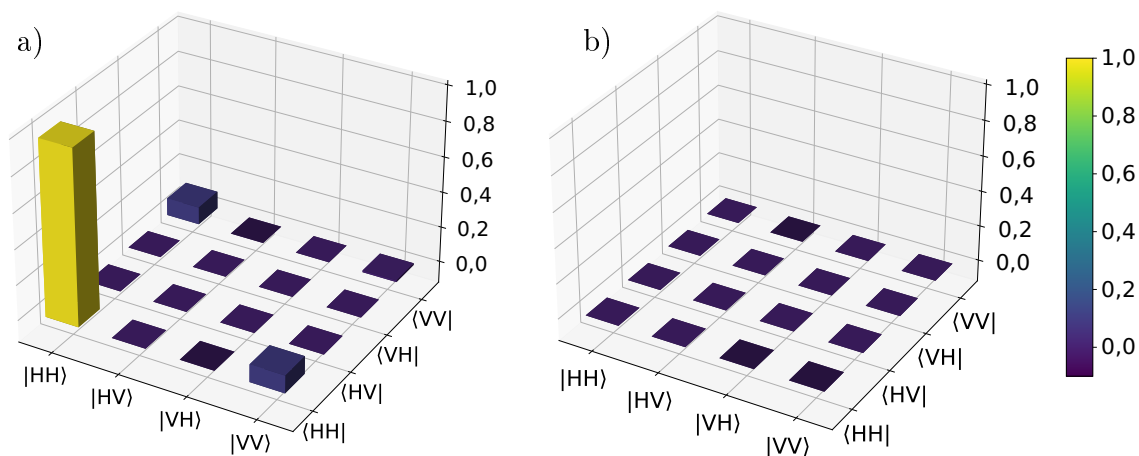 a)
1,0
0,8
0,6
0,4
0,2
0,0
|HH⟩
|HV⟩
|VH⟩
|VV⟩
⟨HH|
⟨HV|
⟨VH|
⟨VV|
b)
1,0
0,8
0,6
0,4
0,2
0,0
|HH⟩
|HV⟩
|VH⟩
|VV⟩
⟨HH|
⟨HV|
⟨VH|
⟨VV|
1,0
0,8
0,6
0,4
0,2
0,0